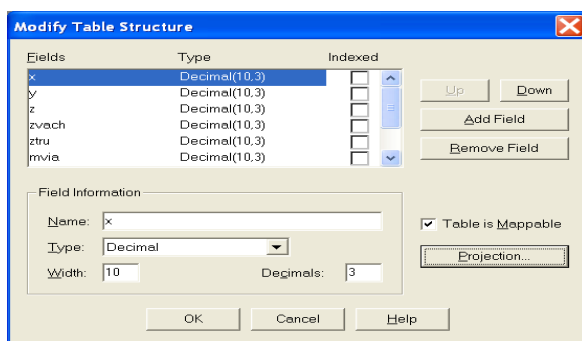 Modify Table Structure
Fields Type Indexed
x Decimal(10,3)
y Decimal(10,3)
z Decimal(10,3)
zvach Decimal(10,3)
ztru Decimal(10,3)
mvia Decimal(10,3)
Up Down
Add Field
Remove Field
Field Information
Name: x
Table is Mappable
Type: Decimal
Projection...
Width: 10 Decimals: 3
OK Cancel Help